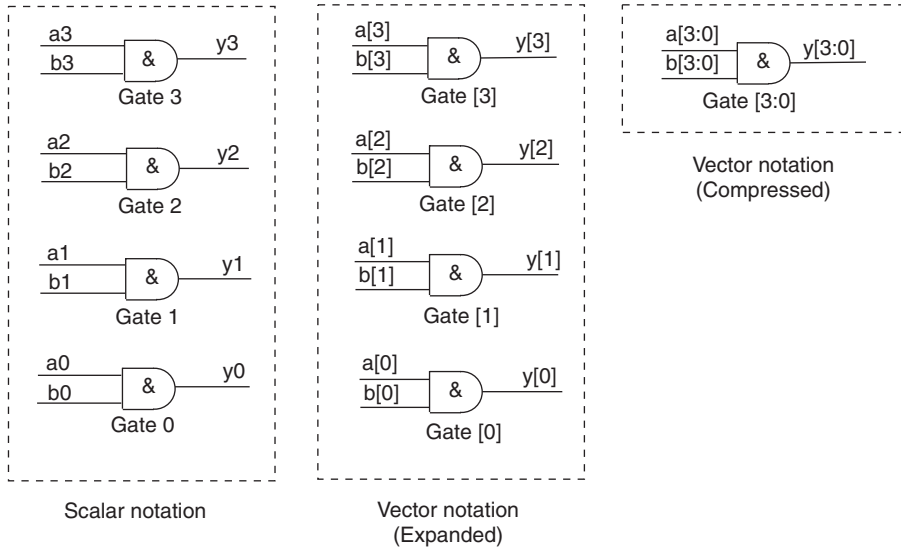 a3
b3
&
y3
Gate 3
a2
b2
&
y2
Gate 2
a1
b1
&
y1
Gate 1
a0
b0
&
y0
Gate 0
Scalar notation
a[3]
b[3]
&
y[3]
Gate [3]
a[2]
b[2]
&
y[2]
Gate [2]
a[1]
b[1]
&
y[1]
Gate [1]
a[0]
b[0]
&
y[0]
Gate [0]
Vector notation
(Expanded)
a[3:0]
b[3:0]
&
y[3:0]
Gate [3:0]
Vector notation
(Compressed)